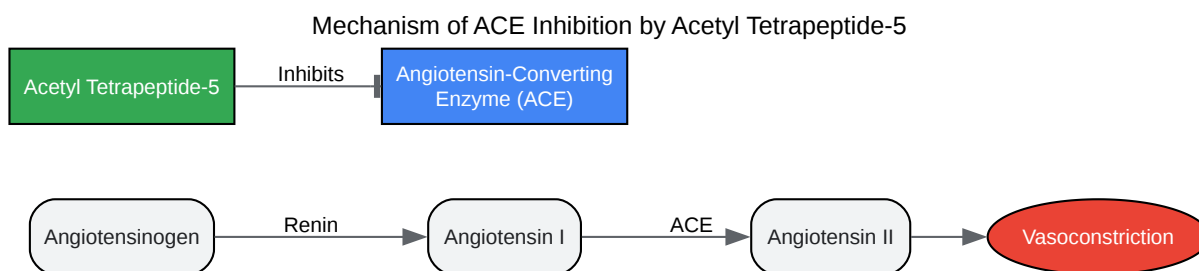 Mechanism of ACE Inhibition by Acetyl Tetrapeptide-5
Acetyl Tetrapeptide-5
Inhibits
Angiotensin-Converting
Enzyme (ACE)
Angiotensinogen
Renin
Angiotensin I
ACE
Angiotensin II
Vasoconstriction